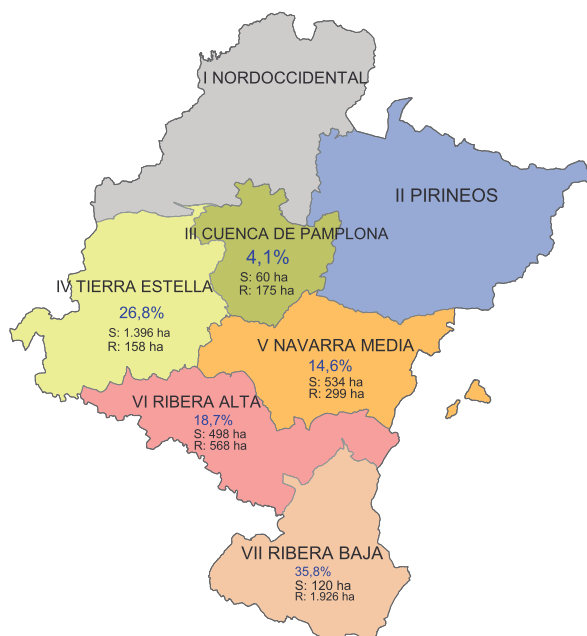 I NORDOCCIDENTAL
II PIRINEOS
III CUENCA DE PAMPLONA
4,1%
S: 60 ha
R: 175 ha
IV TIERRA ESTELLA
26,8%
S: 1.396 ha
R: 158 ha
V NAVARRA MEDIA
14,6%
S: 534 ha
R: 299 ha
VI RIBERA ALTA
18,7%
S: 498 ha
R: 568 ha
VII RIBERA BAJA
35,8%
S: 120 ha
R: 1.926 ha